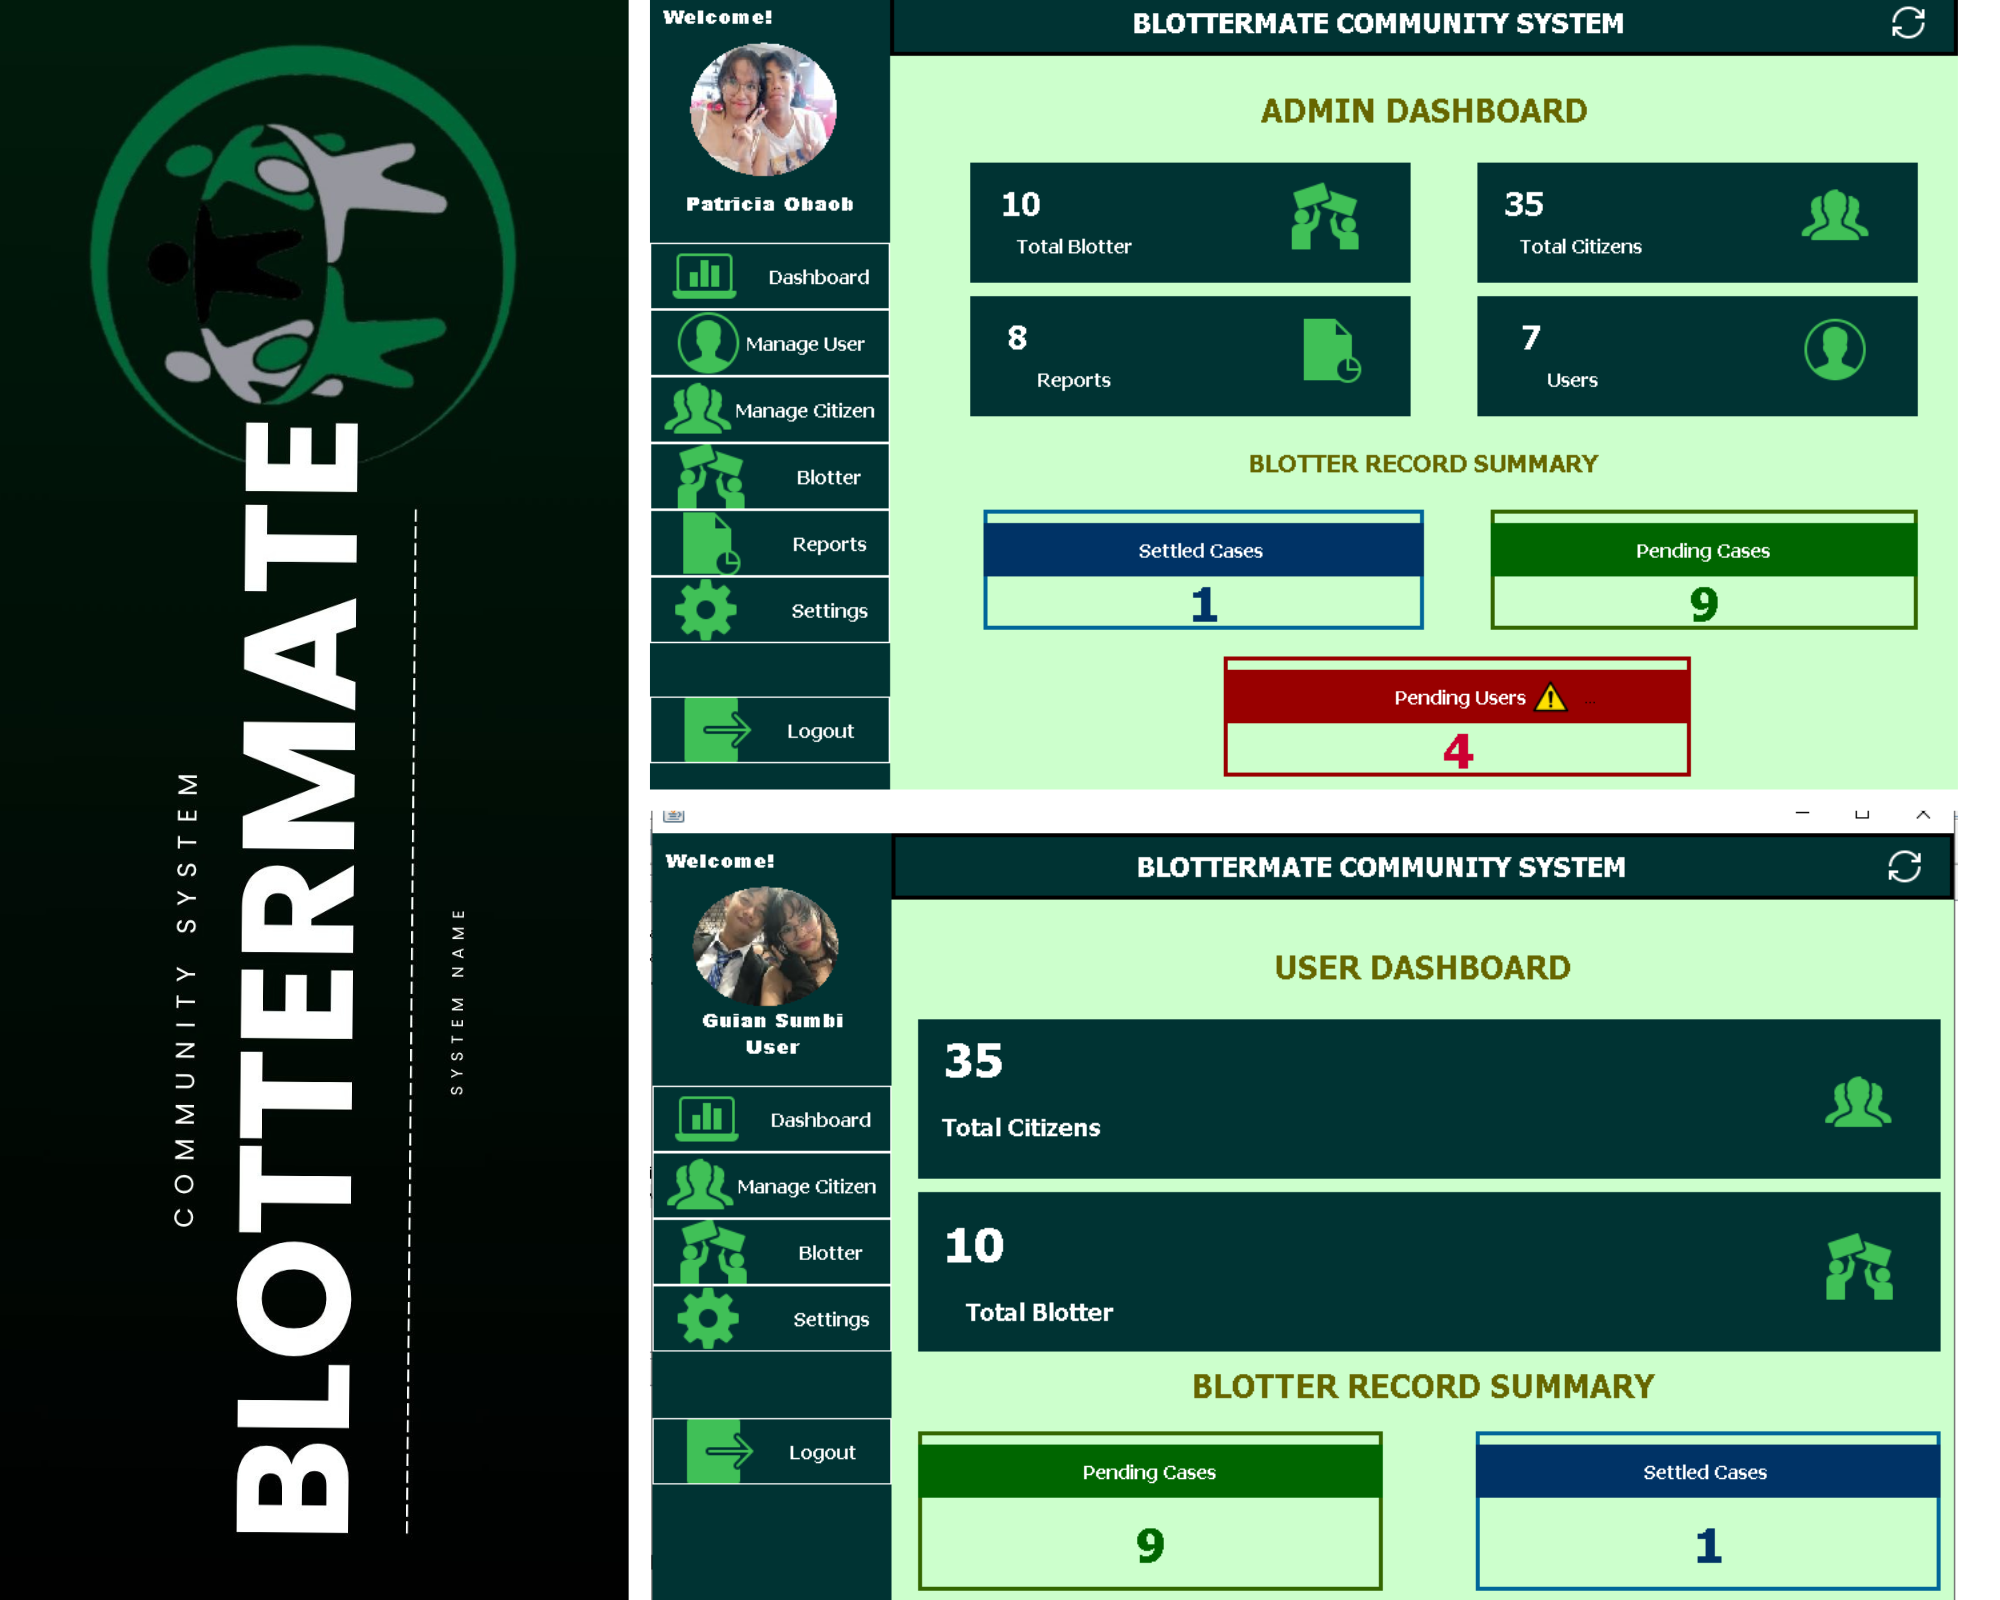 BLOTTERMATE
COMMUNITY SYSTEM
SYSTEM NAME
Welcome!
Patricia Obaob
Dashboard
Manage User
Manage Citizen
Blotter
Reports
Settings
Logout
BLOTTERMATE COMMUNITY SYSTEM
ADMIN DASHBOARD
10
Total Blotter
35
Total Citizens
8
Reports
7
Users
BLOTTER RECORD SUMMARY
Settled Cases
1
Pending Cases
9
Pending Users ...
4
Welcome!
Guian Sumbi
User
Dashboard
Manage Citizen
Blotter
Settings
Logout
BLOTTERMATE COMMUNITY SYSTEM
USER DASHBOARD
35
Total Citizens
10
Total Blotter
BLOTTER RECORD SUMMARY
Pending Cases
9
Settled Cases
1